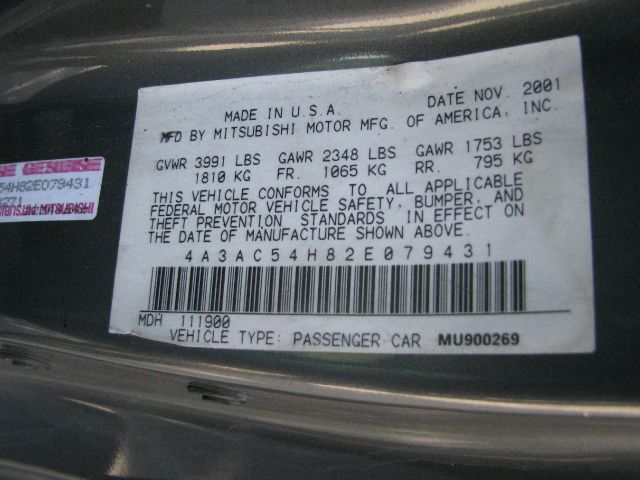 MADE IN U.S.A. DATE NOV. 2001
MFD BY MITSUBISHI MOTOR MFG. OF AMERICA, INC.
GVWR 3991 LBS GAWR 2348 LBS GAWR 1753 LBS
1810 KG FR. 1065 KG RR. 795 KG
THIS VEHICLE CONFORMS TO ALL APPLICABLE
FEDERAL MOTOR VEHICLE SAFETY, BUMPER, AND
THEFT PREVENTION STANDARDS IN EFFECT ON
THE DATE OF MANUFACTURE SHOWN ABOVE.
4A3AC54H82E079431
MDH 111900
VEHICLE TYPE: PASSENGER CAR MU900269
GENUINE
54H82E079431
MITSUBISHI